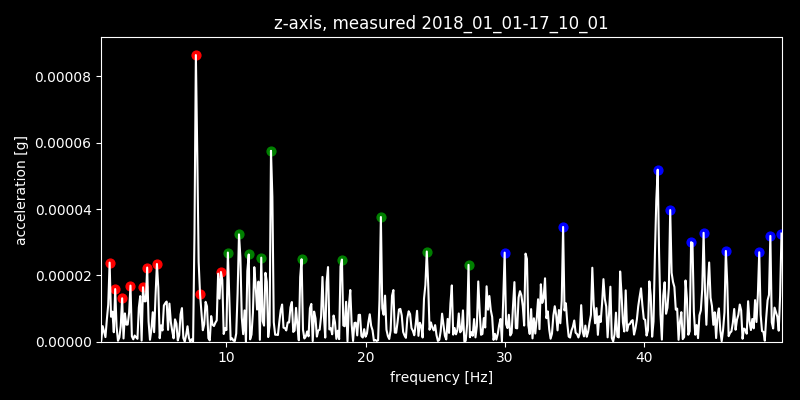 z-axis, measured 2018_01_01-17_10_01
0.00008
0.00006
0.00004
0.00002
0.00000
acceleration [g]
10 20 30 40
frequency [Hz]